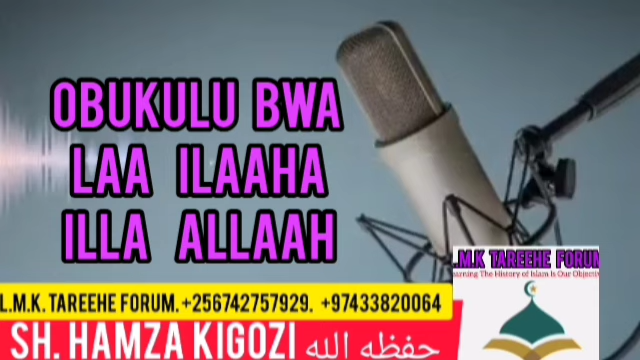 OBUKULU BWA
LAA ILAAHA
ILLA ALLAAH
L.M.K TAREEHE FORUM
Learning The History of Islam Is Our Objective
L.M.K. TAREEHE FORUM. +256742757929. +97433820064
SH. HAMZA KIGOZI حفظه الله